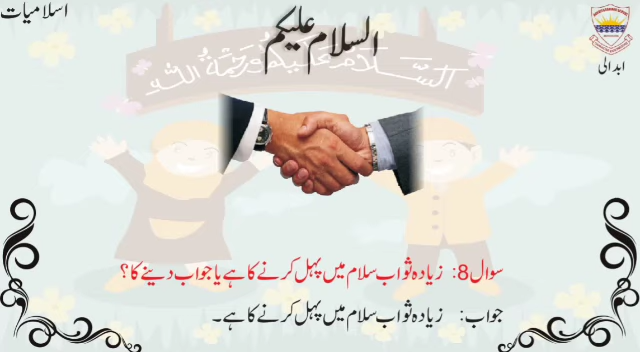 اسلامیات
السلام علیکم
ابدالی
السلام علیکم ورحمۃ اللہ
سوال 8: زیادہ ثواب سلام میں پہل کرنے کا ہے یا جواب دینے کا؟
جواب: زیادہ ثواب سلام میں پہل کرنے کا ہے۔